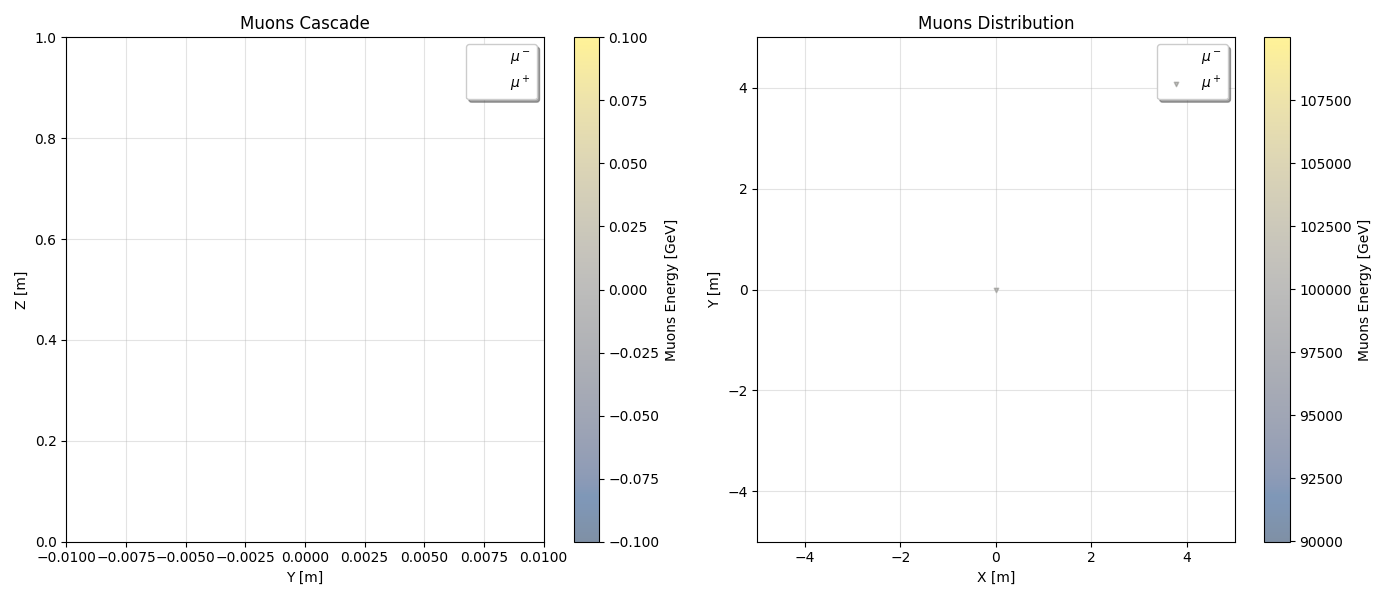 Muons Cascade
1.0
0.8
0.6
0.4
0.2
0.0
Z [m]
−0.0100 −0.0075 −0.0050 −0.0025 0.0000 0.0025 0.0050 0.0075 0.0100
Y [m]
μ−
μ+
0.100
0.075
0.050
0.025
0.000
−0.025
−0.050
−0.075
−0.100
Muons Energy [GeV]
Muons Distribution
4
2
0
−2
−4
Y [m]
−4 −2 0 2 4
X [m]
μ−
μ+
107500
105000
102500
100000
97500
95000
92500
90000
Muons Energy [GeV]